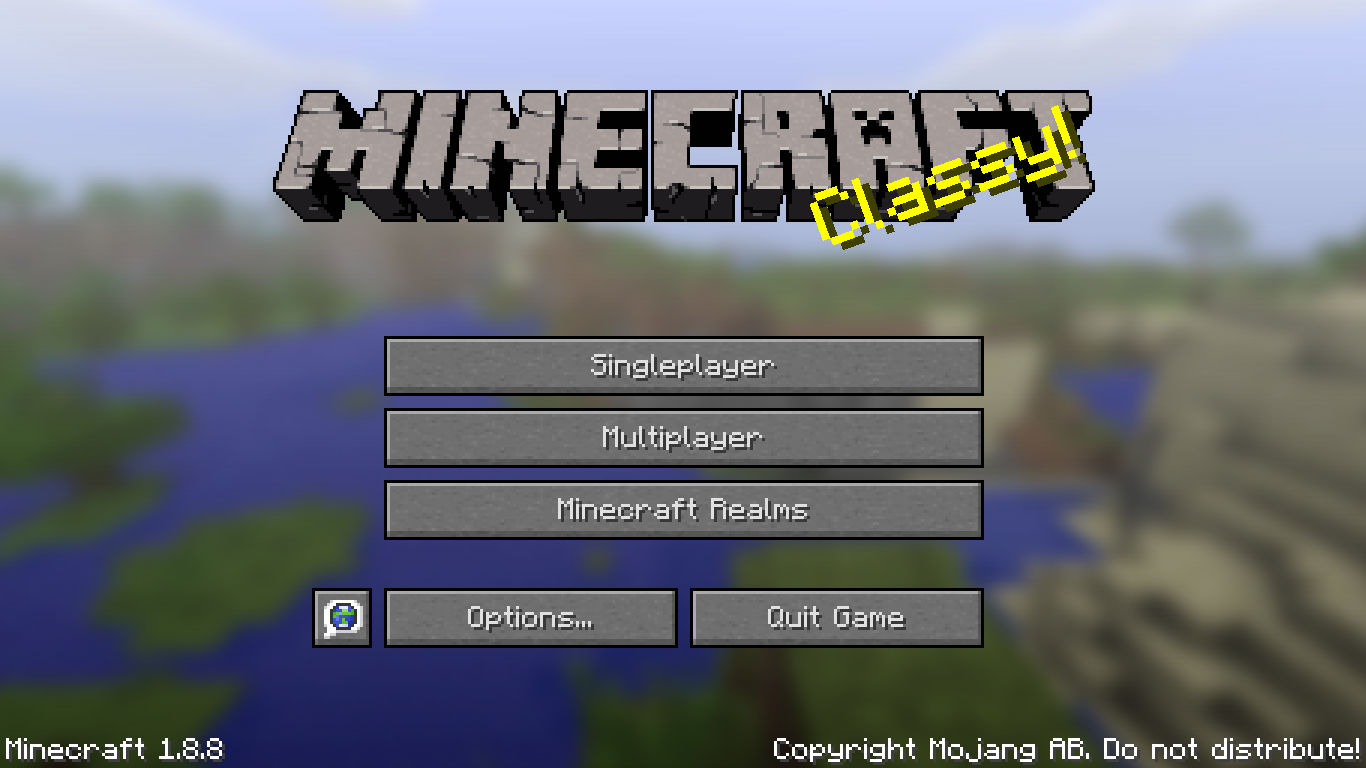 MINECRAFT
Classy!
Singleplayer
Multiplayer
Minecraft Realms
Options...
Quit Game
Minecraft 1.8.8
Copyright Mojang AB. Do not distribute!